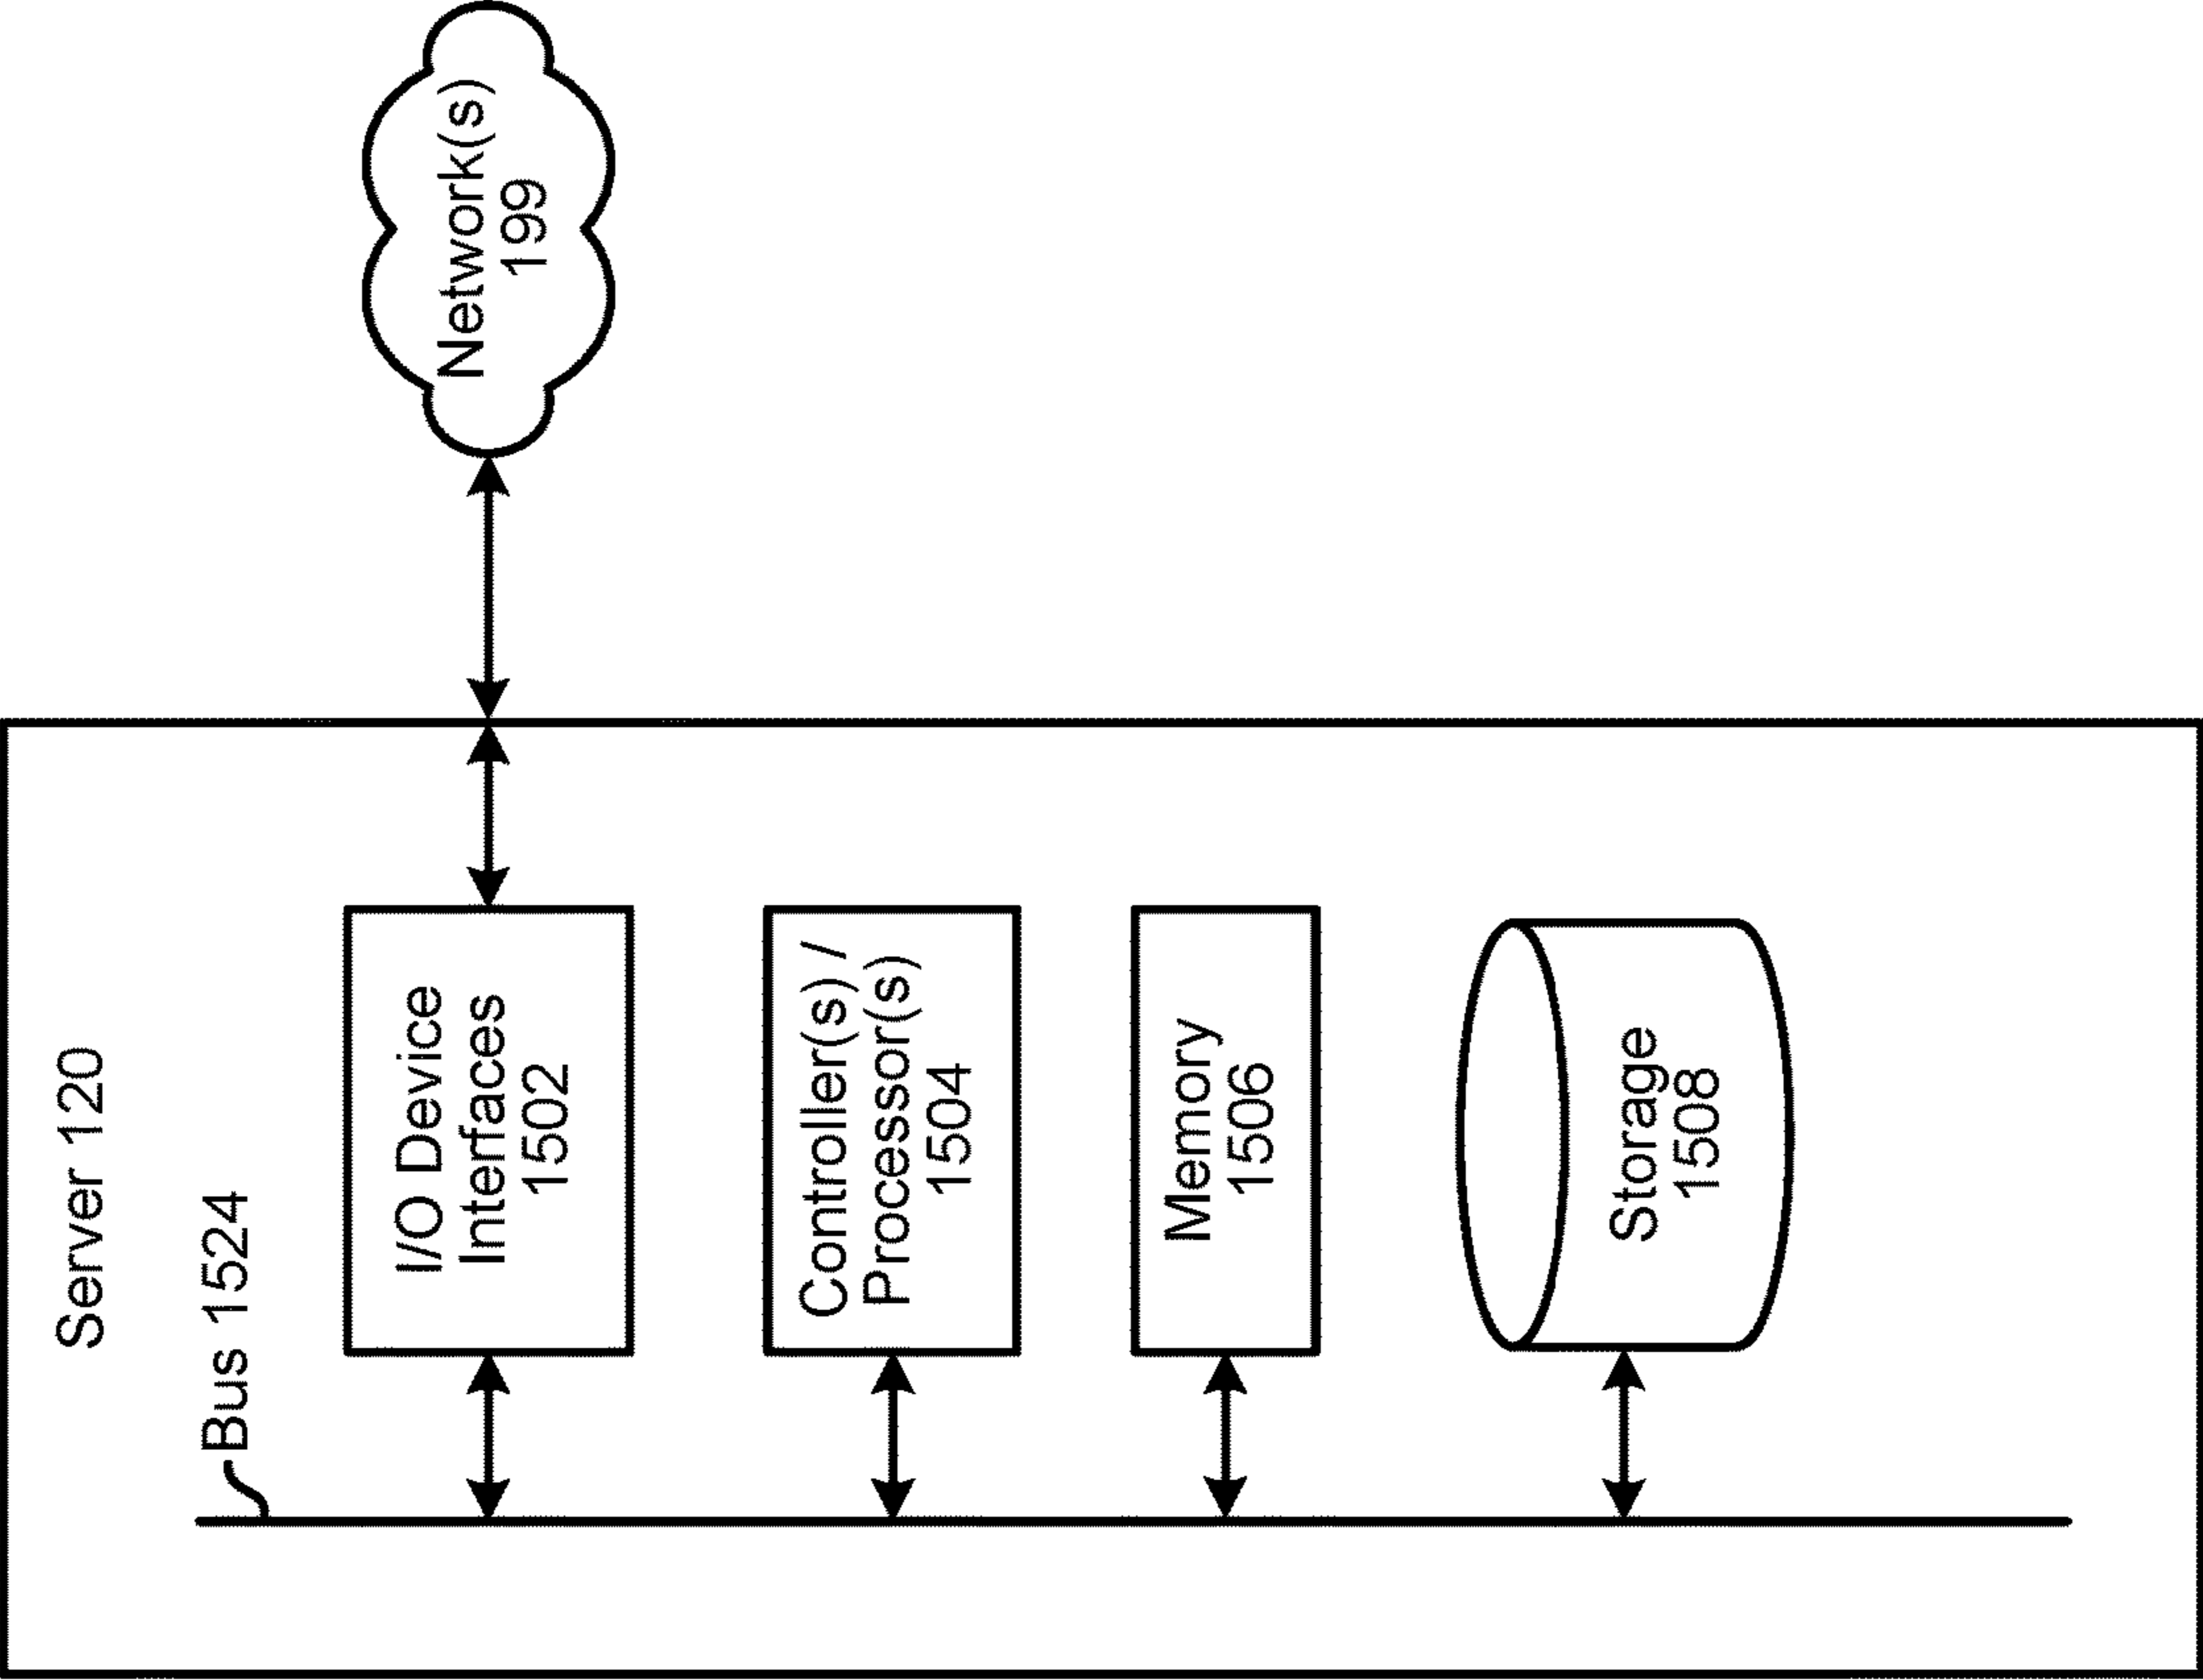 Server 120
Bus 1524
I/O Device
Interfaces
1502
Controller(s) /
Processor(s)
1504
Memory
1506
Storage
1508
Network(s)
199